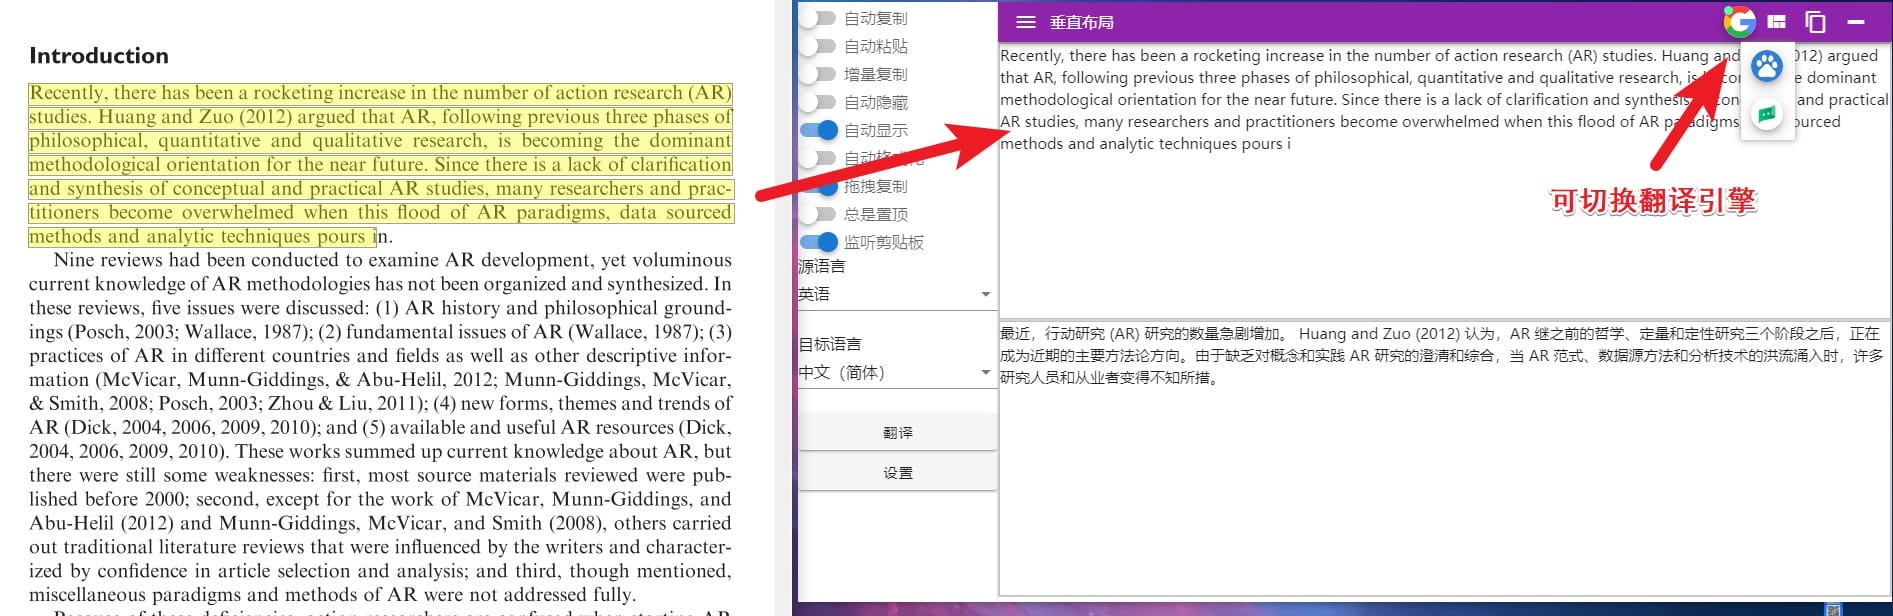 Introduction
Recently, there has been a rocketing increase in the number of action research (AR)
studies. Huang and Zuo (2012) argued that AR, following previous three phases of
philosophical, quantitative and qualitative research, is becoming the dominant
methodological orientation for the near future. Since there is a lack of clarification
and synthesis of conceptual and practical AR studies, many researchers and prac-
titioners become overwhelmed when this flood of AR paradigms, data sourced
methods and analytic techniques pours in.
Nine reviews had been conducted to examine AR development, yet voluminous
current knowledge of AR methodologies has not been organized and synthesized. In
these reviews, five issues were discussed: (1) AR history and philosophical ground-
ings (Posch, 2003; Wallace, 1987); (2) fundamental issues of AR (Wallace, 1987); (3)
practices of AR in different countries and fields as well as other descriptive infor-
mation (McVicar, Munn-Giddings, & Abu-Helil, 2012; Munn-Giddings, McVicar,
& Smith, 2008; Posch, 2003; Zhou & Liu, 2011); (4) new forms, themes and trends of
AR (Dick, 2004, 2006, 2009, 2010); and (5) available and useful AR resources (Dick,
2004, 2006, 2009, 2010). These works summed up current knowledge about AR, but
there were still some weaknesses: first, most source materials reviewed were pub-
lished before 2000; second, except for the work of McVicar, Munn-Giddings, and
Abu-Helil (2012) and Munn-Giddings, McVicar, and Smith (2008), others carried
out traditional literature reviews that were influenced by the writers and character-
ized by confidence in article selection and analysis; and third, though mentioned,
miscellaneous paradigms and methods of AR were not addressed fully.
自动复制
自动粘贴
增量复制
自动隐藏
自动显示
自动格式化
拖拽复制
总是置顶
监听剪贴板
源语言
英语
目标语言
中文（简体）
翻译
设置
垂直布局
Recently, there has been a rocketing increase in the number of action research (AR) studies. Huang and 012) argued
that AR, following previous three phases of philosophical, quantitative and qualitative research, is dominant
methodological orientation for the near future. Since there is a lack of clarification and synthesis and practical
AR studies, many researchers and practitioners become overwhelmed when this flood of AR paradigms ourced
methods and analytic techniques pours i
可切换翻译引擎
最近，行动研究 (AR) 研究的数量急剧增加。 Huang and Zuo (2012) 认为，AR 继之前的哲学、定量和定性研究三个阶段之后，正在
成为近期的主要方法论方向。由于缺乏对概念和实践 AR 研究的澄清和综合，当 AR 范式、数据源方法和分析技术的洪流涌入时，许多
研究人员和从业者变得不知所措。